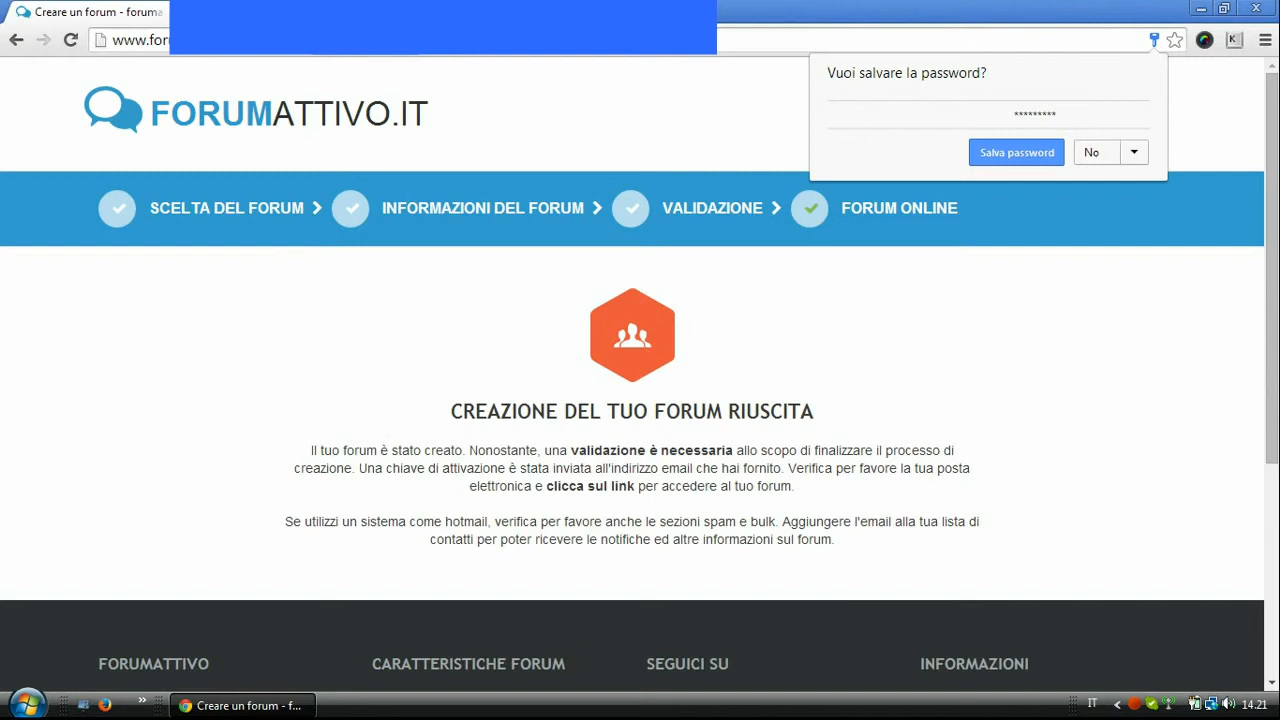 Creare un forum - foruma
www.for
Vuoi salvare la password?
*********
Salva password
No
FORUMATTIVO.IT
SCELTA DEL FORUM
INFORMAZIONI DEL FORUM
VALIDAZIONE
FORUM ONLINE
CREAZIONE DEL TUO FORUM RIUSCITA
Il tuo forum è stato creato. Nonostante, una validazione è necessaria allo scopo di finalizzare il processo di
creazione. Una chiave di attivazione è stata inviata all'indirizzo email che hai fornito. Verifica per favore la tua posta
elettronica e clicca sul link per accedere al tuo forum.
Se utilizzi un sistema come hotmail, verifica per favore anche le sezioni spam e bulk. Aggiungere l'email alla tua lista di
contatti per poter ricevere le notifiche ed altre informazioni sul forum.
FORUMATTIVO
CARATTERISTICHE FORUM
SEGUICI SU
INFORMAZIONI
Creare un forum - f...
IT
14.21